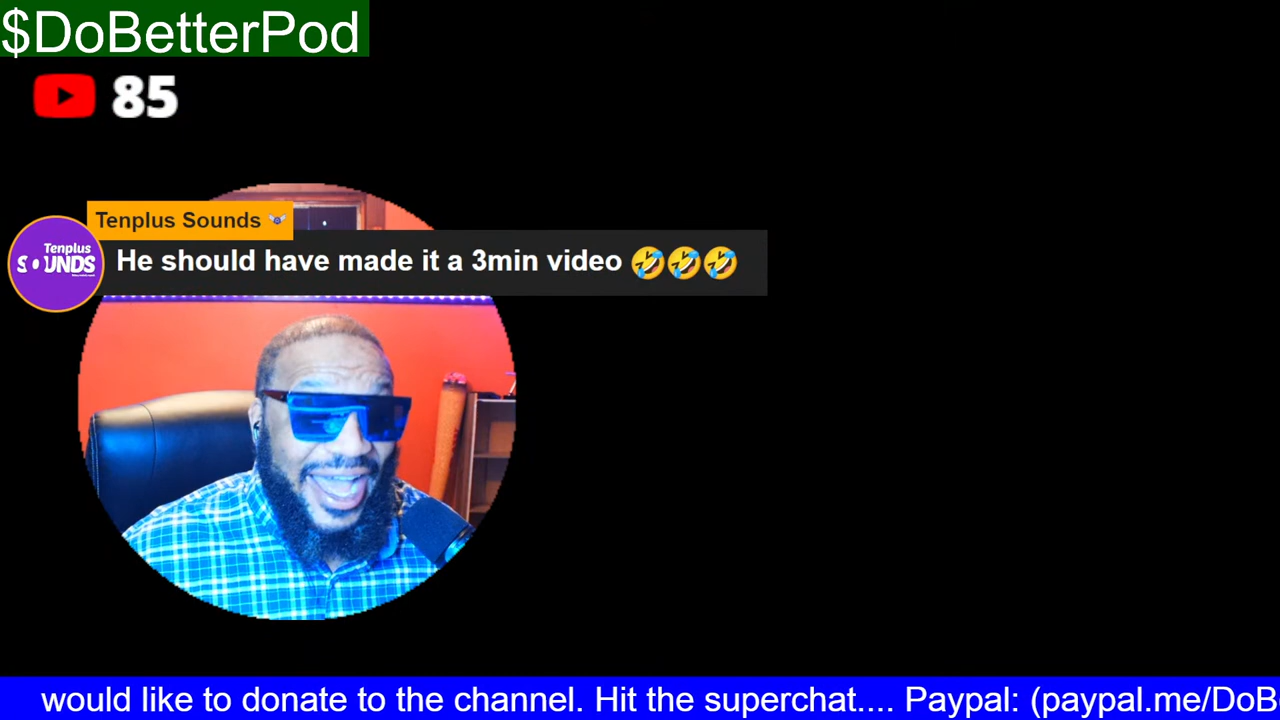 $DoBetterPod
85
Tenplus Sounds
Tenplus
SOUNDS
He should have made it a 3min video 🤣🤣🤣
would like to donate to the channel. Hit the superchat.... Paypal: (paypal.me/DoB